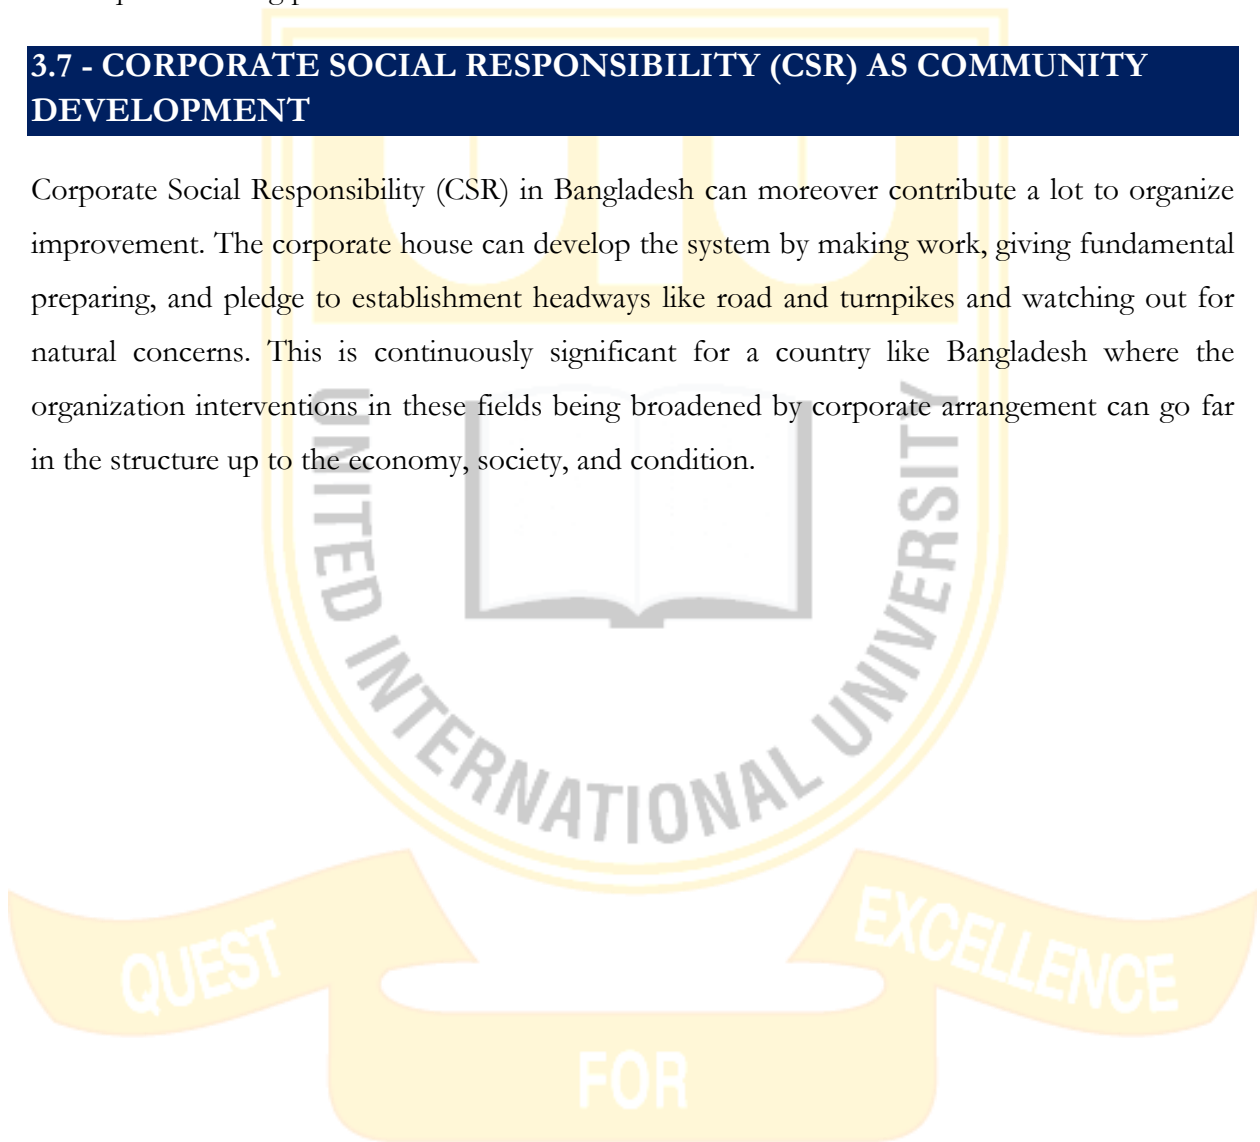 3.7 - CORPORATE SOCIAL RESPONSIBILITY (CSR) AS COMMUNITY
DEVELOPMENT
Corporate Social Responsibility (CSR) in Bangladesh can moreover contribute a lot to organize
improvement. The corporate house can develop the system by making work, giving fundamental
preparing, and pledge to establishment headways like road and turnpikes and watching out for
natural concerns. This is continuously significant for a country like Bangladesh where the
organization interventions in these fields being broadened by corporate arrangement can go far
in the structure up to the economy, society, and condition.
UIU
UNITED INTERNATIONAL UNIVERSITY
QUEST
FOR
EXCELLENCE